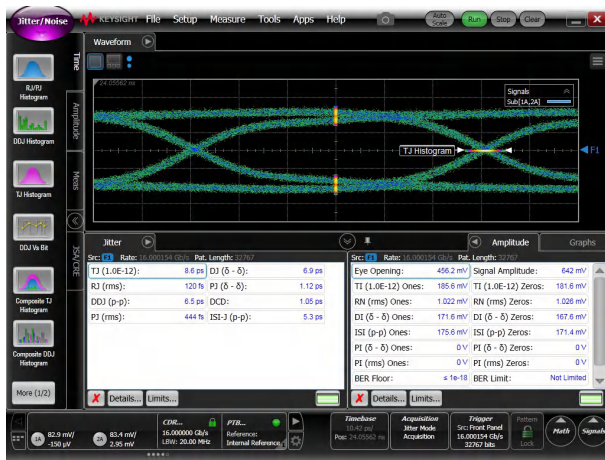 Jitter/Noise
KEYSIGHT File Setup Measure Tools Apps Help
Auto Scale
Run
Stop
Clear
Waveform
RJ/PJ Histogram
DDJ Histogram
TJ Histogram
DDJ Vs Bit
Composite TJ Histogram
Composite DDJ Histogram
More (1/2)
Time
Amplitude
Meas
JSA/CRE
24.05562 ns
Signals
Sub[1A,2A]
TJ Histogram
F1
Jitter
Src: F1 Rate: 16.000154 Gb/s Pat. Length: 32767
TJ (1.0E-12): 8.6 ps DJ (δ - δ): 6.9 ps
RJ (rms): 120 fs PJ (δ - δ): 1.12 ps
DDJ (p-p): 6.5 ps DCD: 1.05 ps
PJ (rms): 444 fs ISI-J (p-p): 5.3 ps
Details... Limits...
Amplitude
Graphs
Src: F1 Rate: 16.000154 Gb/s Pat. Length: 32767
Eye Opening: 456.2 mV Signal Amplitude: 642 mV
TI (1.0E-12) Ones: 185.6 mV TI (1.0E-12) Zeros: 181.6 mV
RN (rms) Ones: 1.022 mV RN (rms) Zeros: 1.026 mV
DI (δ - δ) Ones: 171.6 mV DI (δ - δ) Zeros: 167.6 mV
ISI (p-p) Ones: 175.6 mV ISI (p-p) Zeros: 171.4 mV
PI (δ - δ) Ones: 0 V PI (δ - δ) Zeros: 0 V
PI (rms) Ones: 0 V PI (rms) Zeros: 0 V
BER Floor: ≤ 1e-18 BER Limit: Not Limited
Details... Limits...
1A 82.9 mV/
-150 µV
2A 83.4 mV/
2.95 mV
CDR...
16.000000 Gb/s
LBW: 20.00 MHz
PTB...
Reference:
Internal Reference
Timebase
10.42 ps/
Pos: 24.05562 ns
Acquisition
Jitter Mode
Acquisition
Trigger
Src: Front Panel
16.000154 Gb/s
32767 bits
Pattern
Lock
Math
Signals